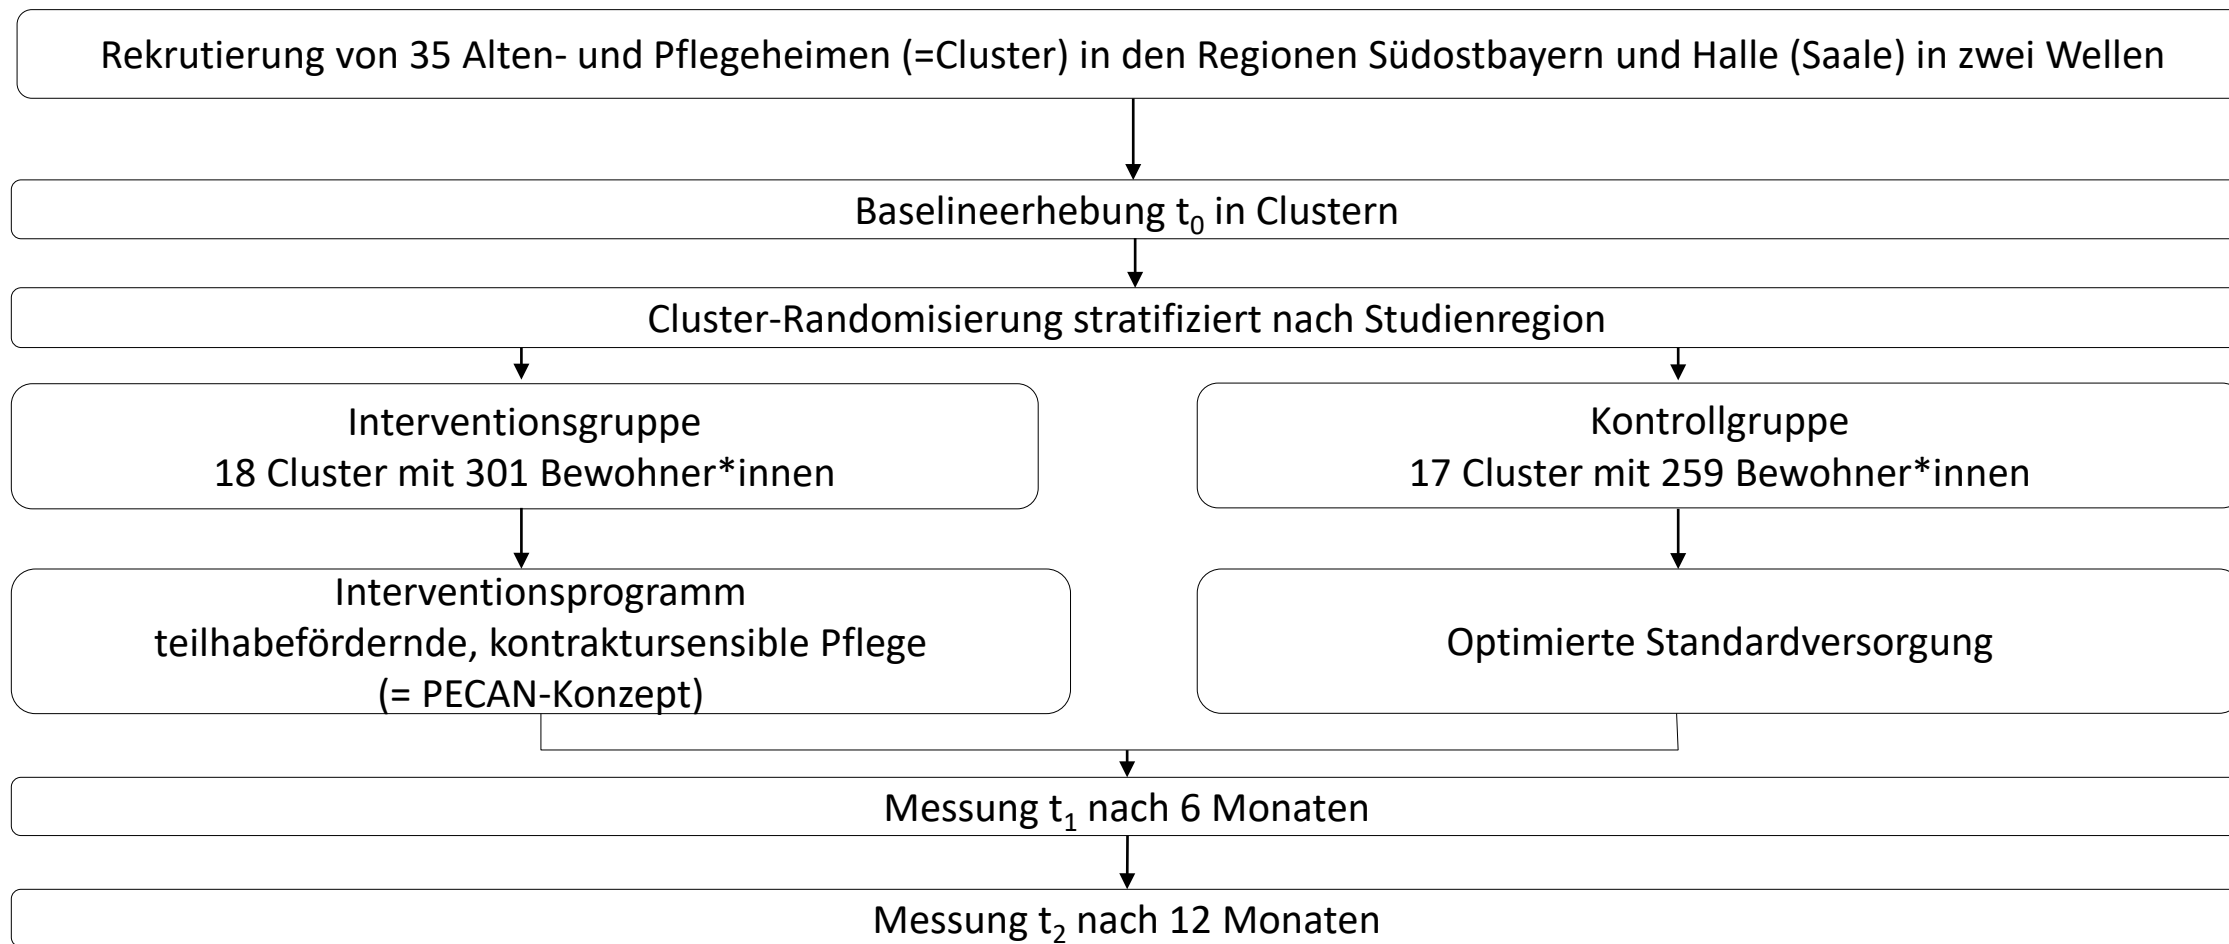 Rekrutierung von 35 Alten- und Pflegeheimen (=Cluster) in den Regionen Südostbayern und Halle (Saale) in zwei Wellen
Baselineerhebung t₀ in Clustern
Cluster-Randomisierung stratifiziert nach Studienregion
Interventionsgruppe
18 Cluster mit 301 Bewohner*innen
Kontrollgruppe
17 Cluster mit 259 Bewohner*innen
Interventionsprogramm
teilhabefördernde, kontraktursensible Pflege
(= PECAN-Konzept)
Optimierte Standardversorgung
Messung t₁ nach 6 Monaten
Messung t₂ nach 12 Monaten